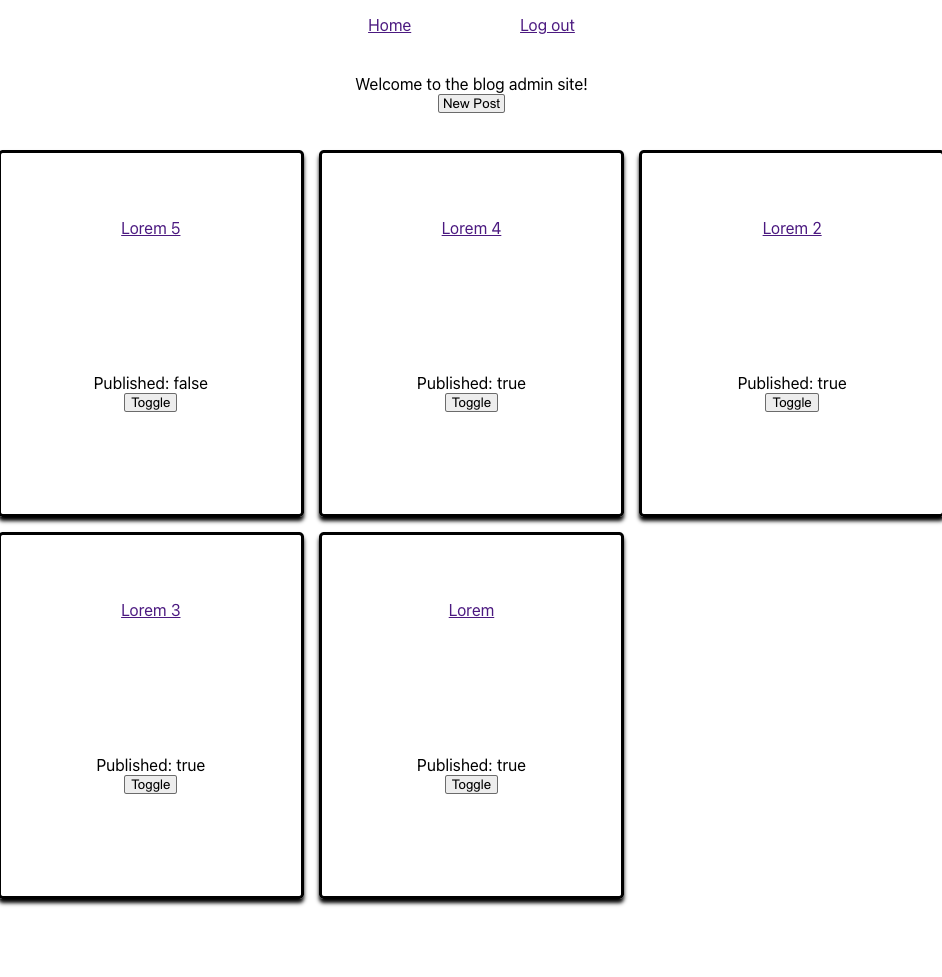 Home Log out
Welcome to the blog admin site!
New Post
Lorem 5
Published: false
Toggle
Lorem 4
Published: true
Toggle
Lorem 2
Published: true
Toggle
Lorem 3
Published: true
Toggle
Lorem
Published: true
Toggle